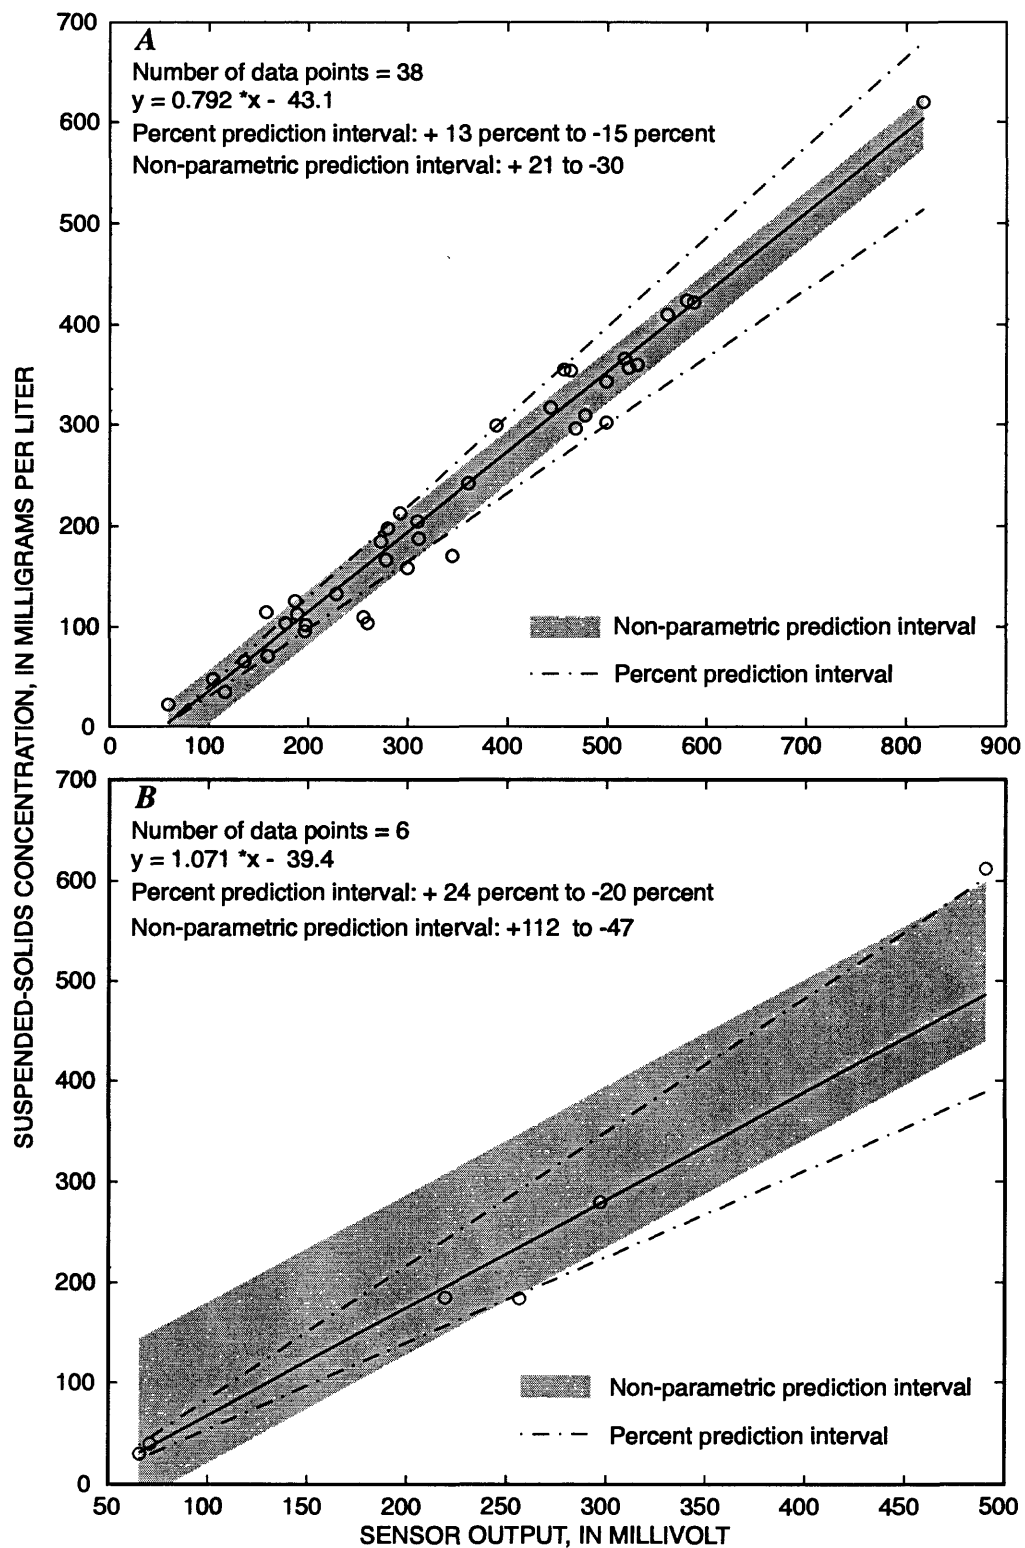 SUSPENDED-SOLIDS CONCENTRATION, IN MILLIGRAMS PER LITER
A
Number of data points = 38
y = 0.792 *x - 43.1
Percent prediction interval: + 13 percent to -15 percent
Non-parametric prediction interval: + 21 to -30
700
600
500
400
300
200
100
0
Non-parametric prediction interval
Percent prediction interval
0 100 200 300 400 500 600 700 800 900
B
Number of data points = 6
y = 1.071 *x - 39.4
Percent prediction interval: + 24 percent to -20 percent
Non-parametric prediction interval: +112 to -47
700
600
500
400
300
200
100
0
Non-parametric prediction interval
Percent prediction interval
50 100 150 200 250 300 350 400 450 500
SENSOR OUTPUT, IN MILLIVOLT